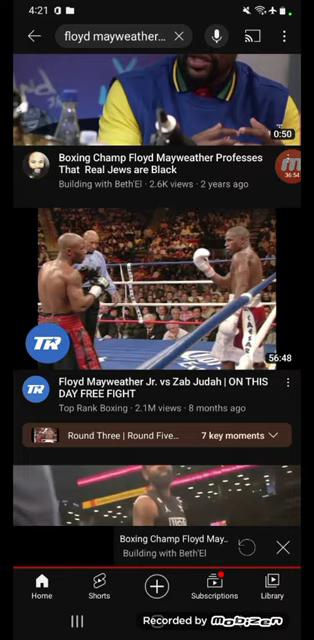 4:21
floyd mayweather...
0:50
Boxing Champ Floyd Mayweather Professes
That Real Jews are Black
Building with Beth'El · 2.6K views · 2 years ago
m
36:54
CAESAR
TR
56:48
TR
Floyd Mayweather Jr. vs Zab Judah | ON THIS
DAY FREE FIGHT
Top Rank Boxing · 2.1M views · 8 months ago
Round Three | Round Five...
7 key moments
Boxing Champ Floyd May..
Building with Beth'El
Home
Shorts
Subscriptions
Library
Recorded by Mobizen